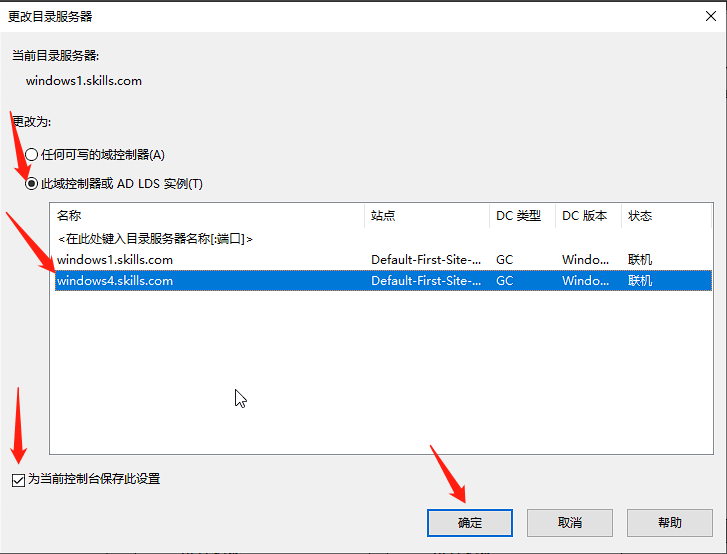 更改目录服务器
当前目录服务器:
windows1.skills.com
更改为:
任何可写的域控制器(A)
此域控制器或 AD LDS 实例(T)
名称 站点 DC 类型 DC 版本 状态
<在此处键入目录服务器名称[:端口]>
windows1.skills.com Default-First-Site-... GC Windo... 联机
windows4.skills.com Default-First-Site-... GC Windo... 联机
为当前控制台保存此设置
确定 取消 帮助